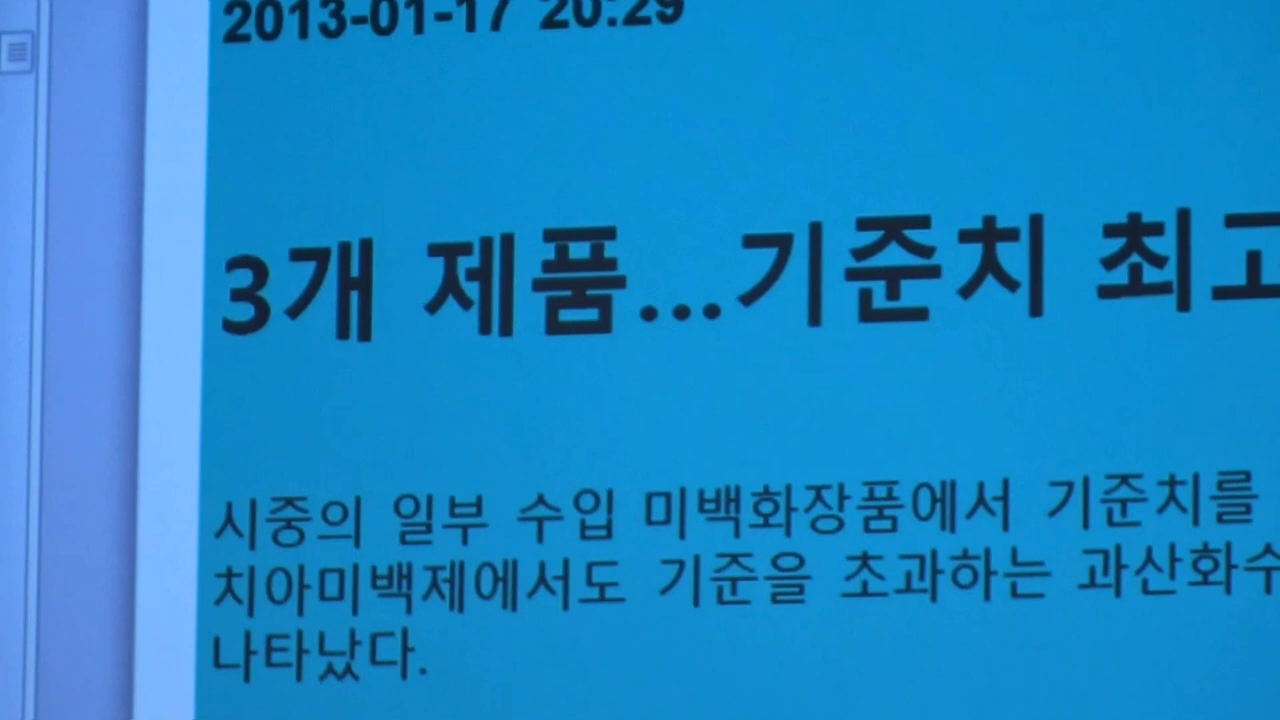 2013-01-17 20:29
3개 제품...기준치 최고
시중의 일부 수입 미백화장품에서 기준치를
치아미백제에서도 기준을 초과하는 과산화수
나타났다.